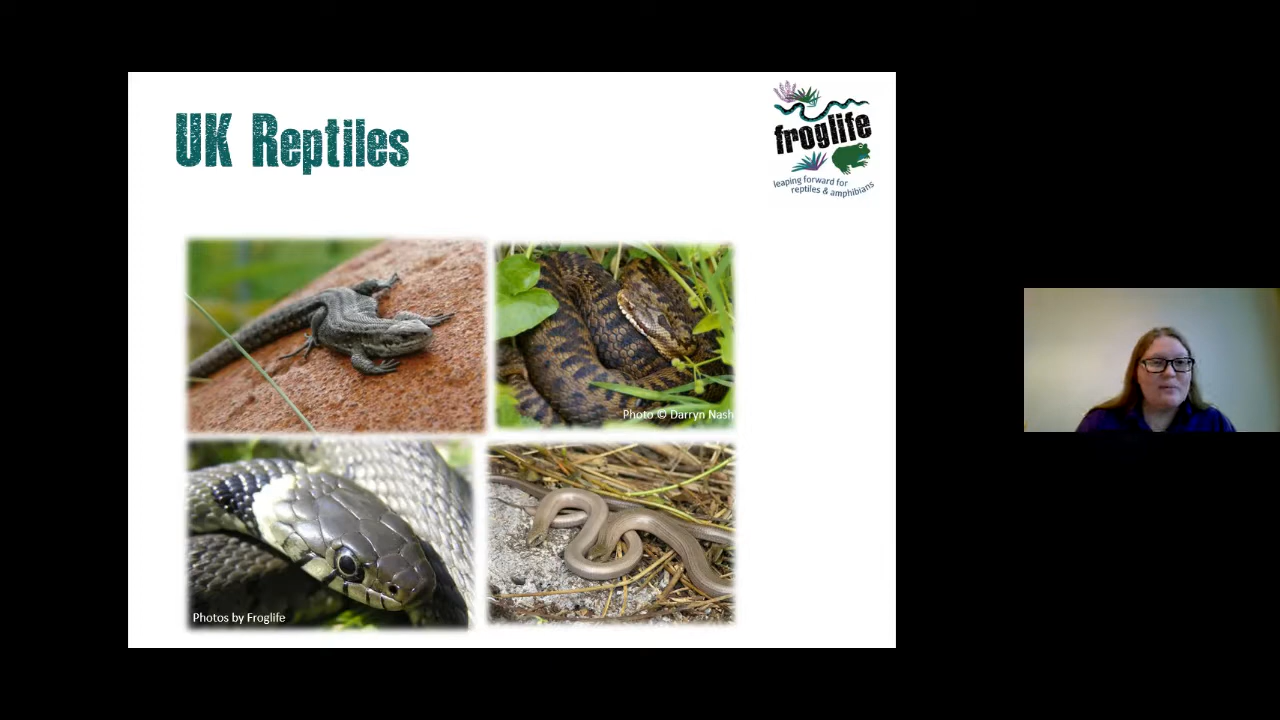 UK Reptiles
froglife
leaping forward for
reptiles & amphibians
Photo © Darryn Nash
Photos by Froglife